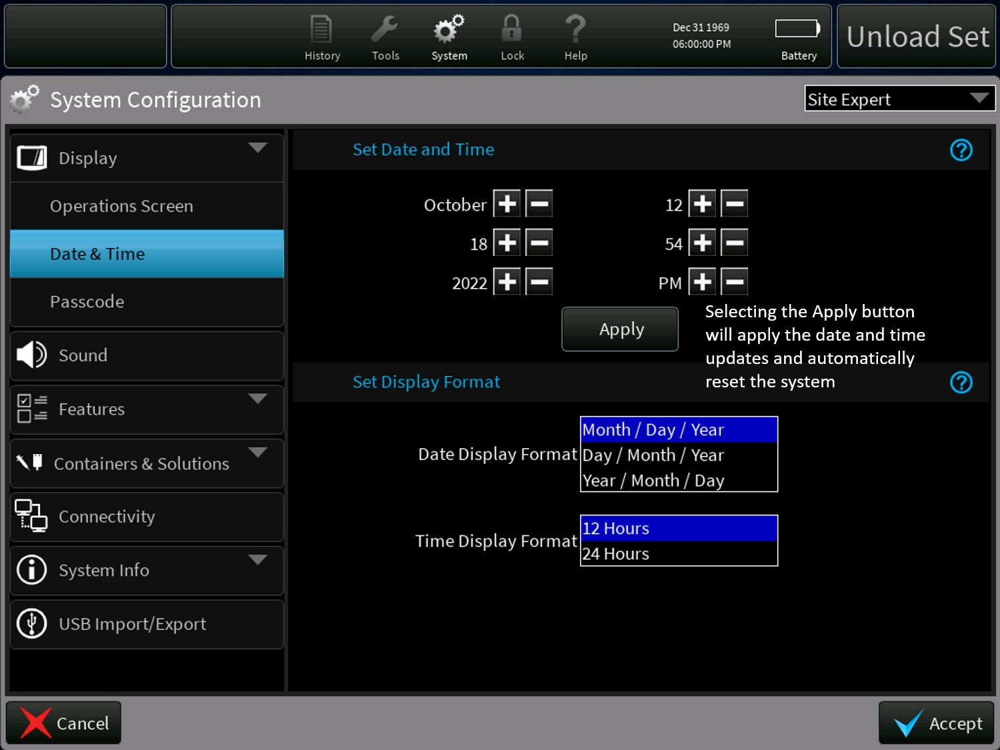 History
Tools
System
Lock
Help
Dec 31 1969
06:00:00 PM
Battery
Unload Set
System Configuration
Site Expert
Display
Operations Screen
Date & Time
Passcode
Sound
Features
Containers & Solutions
Connectivity
System Info
USB Import/Export
Set Date and Time
October
12
18
54
2022
PM
Apply
Selecting the Apply button
will apply the date and time
updates and automatically
reset the system
Set Display Format
Date Display Format
Month / Day / Year
Day / Month / Year
Year / Month / Day
Time Display Format
12 Hours
24 Hours
Cancel
Accept